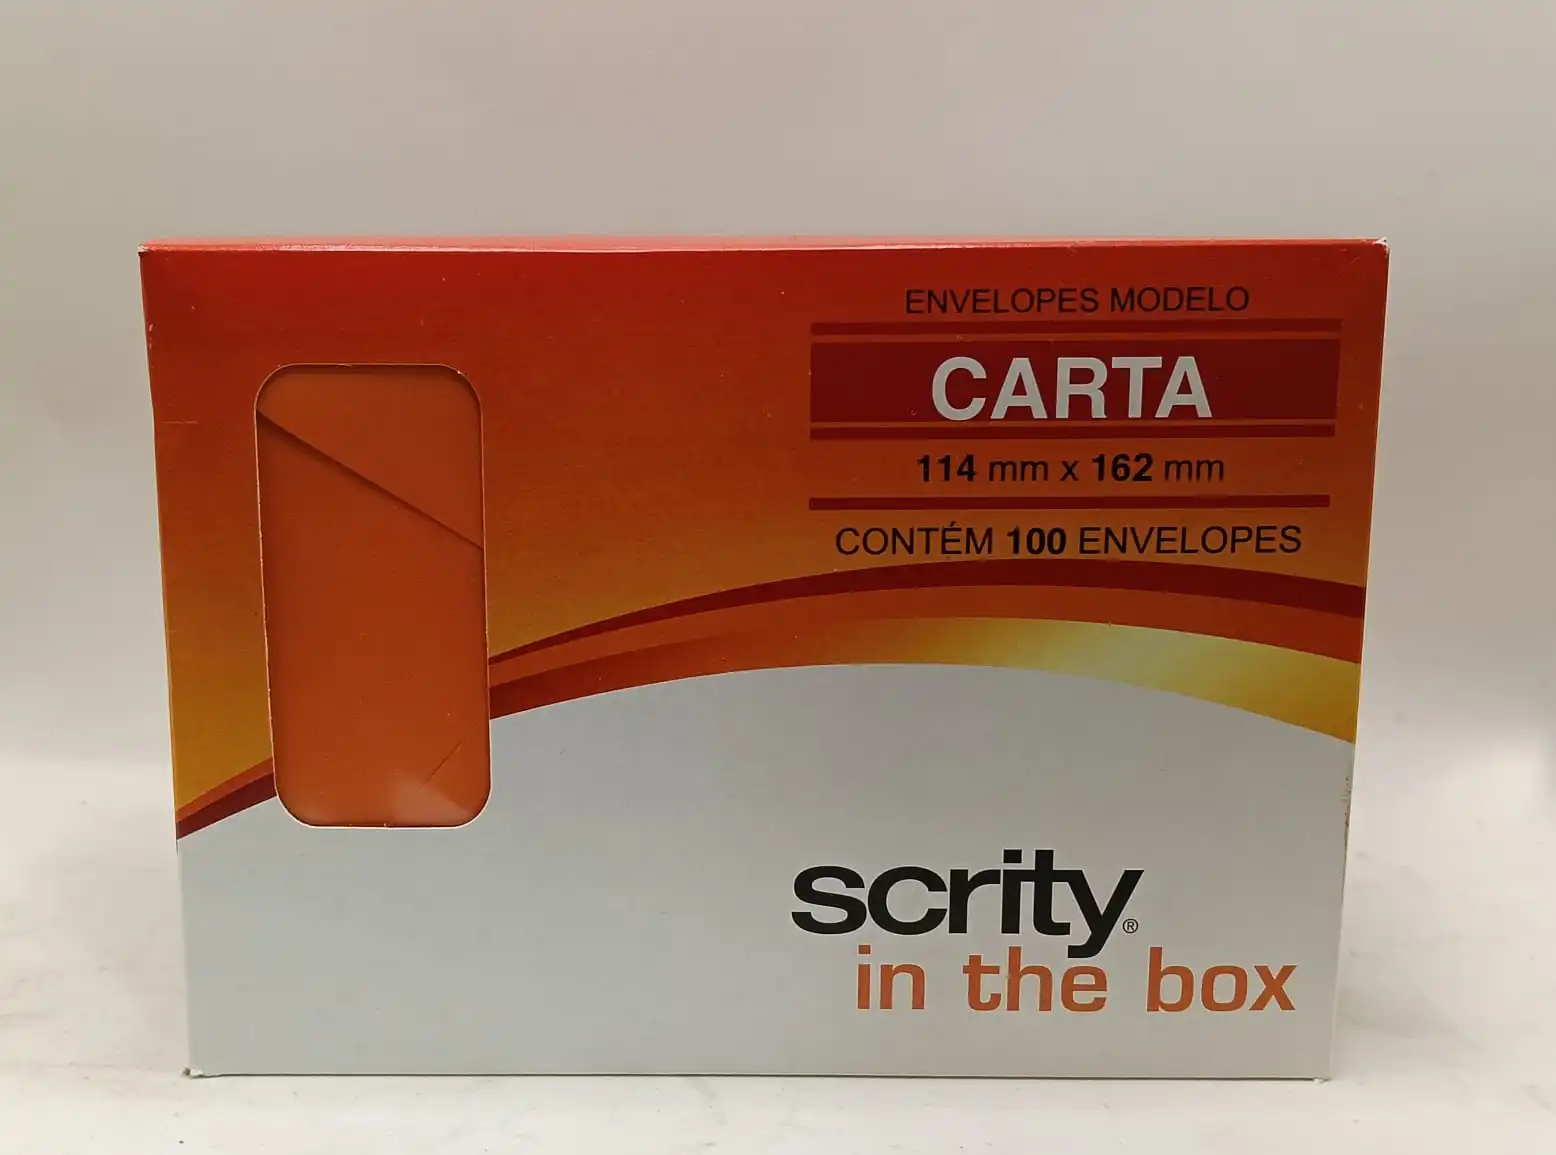 ENVELOPES MODELO
CARTA
114 mm x 162 mm
CONTÉM 100 ENVELOPES
scrity®
in the box